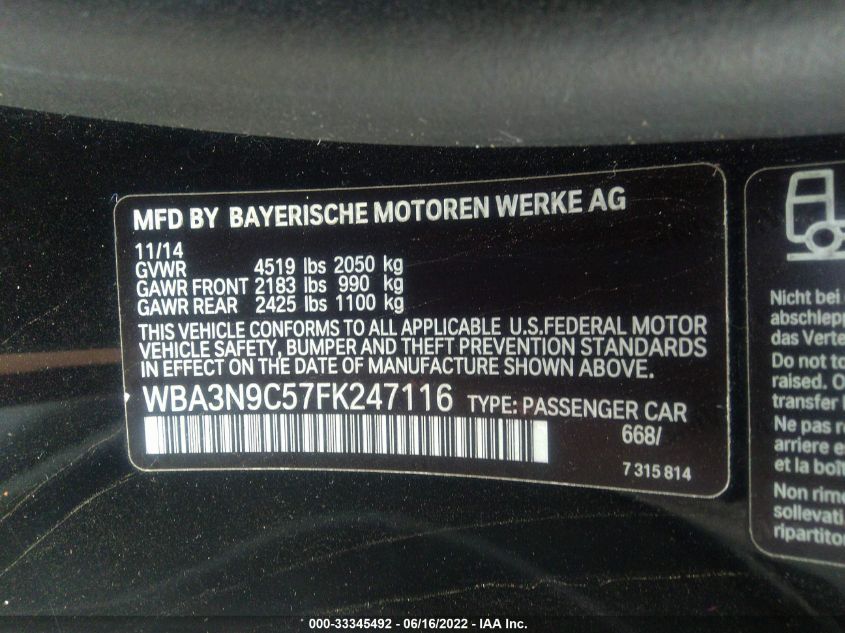 MFD BY BAYERISCHE MOTOREN WERKE AG
11/14
GVWR 4519 lbs 2050 kg
GAWR FRONT 2183 lbs 990 kg
GAWR REAR 2425 lbs 1100 kg
THIS VEHICLE CONFORMS TO ALL APPLICABLE U.S.FEDERAL MOTOR
VEHICLE SAFETY, BUMPER AND THEFT PREVENTION STANDARDS
IN EFFECT ON THE DATE OF MANUFACTURE SHOWN ABOVE.
WBA3N9C57FK247116 TYPE: PASSENGER CAR
668/
7 315 814
Nicht bei
abschlepp
das Verte
Do not to
raised. O
transfer
Ne pas r
arriere e
et la boît
Non rime
sollevati
ripartito
000-33345492 - 06/16/2022 - IAA Inc.